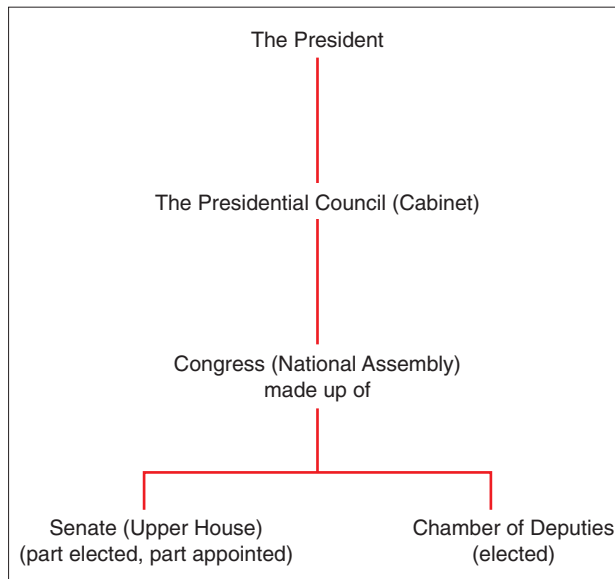 The President
The Presidential Council (Cabinet)
Congress (National Assembly)
made up of
Senate (Upper House)
(part elected, part appointed)
Chamber of Deputies
(elected)